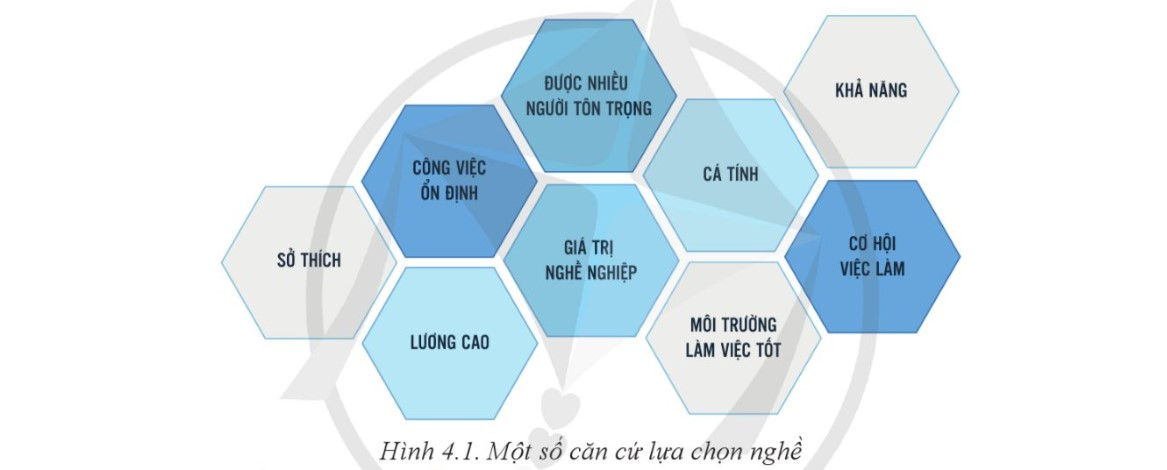 ĐƯỢC NHIỀU
NGƯỜI TÔN TRỌNG
KHẢ NĂNG
CÔNG VIỆC
ỔN ĐỊNH
CÁ TÍNH
SỞ THÍCH
GIÁ TRỊ
NGHỀ NGHIỆP
CƠ HỘI
VIỆC LÀM
LƯƠNG CAO
MÔI TRƯỜNG
LÀM VIỆC TỐT
Hình 4.1. Một số căn cứ lựa chọn nghề